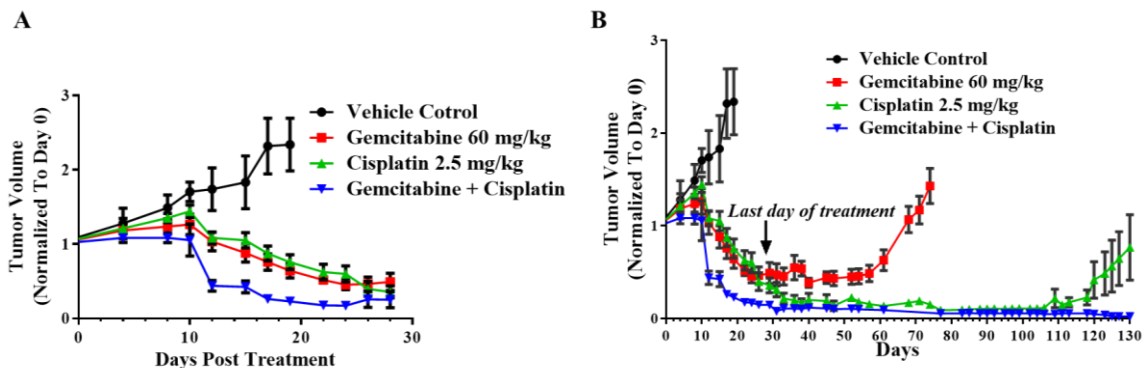 A
Tumor Volume
(Normalized To Day 0)
3
2
1
0
0
10
20
30
Days Post Treatment
Vehicle Cotrol
Gemcitabine 60 mg/kg
Cisplatin 2.5 mg/kg
Gemcitabine + Cisplatin
B
Tumor Volume
(Normalized To Day 0)
3
2
1
0
0 10 20 30 40 50 60 70 80 90 100 110 120 130
Days
Vehicle Control
Gemcitabine 60 mg/kg
Cisplatin 2.5 mg/kg
Gemcitabine + Cisplatin
Last day of treatment